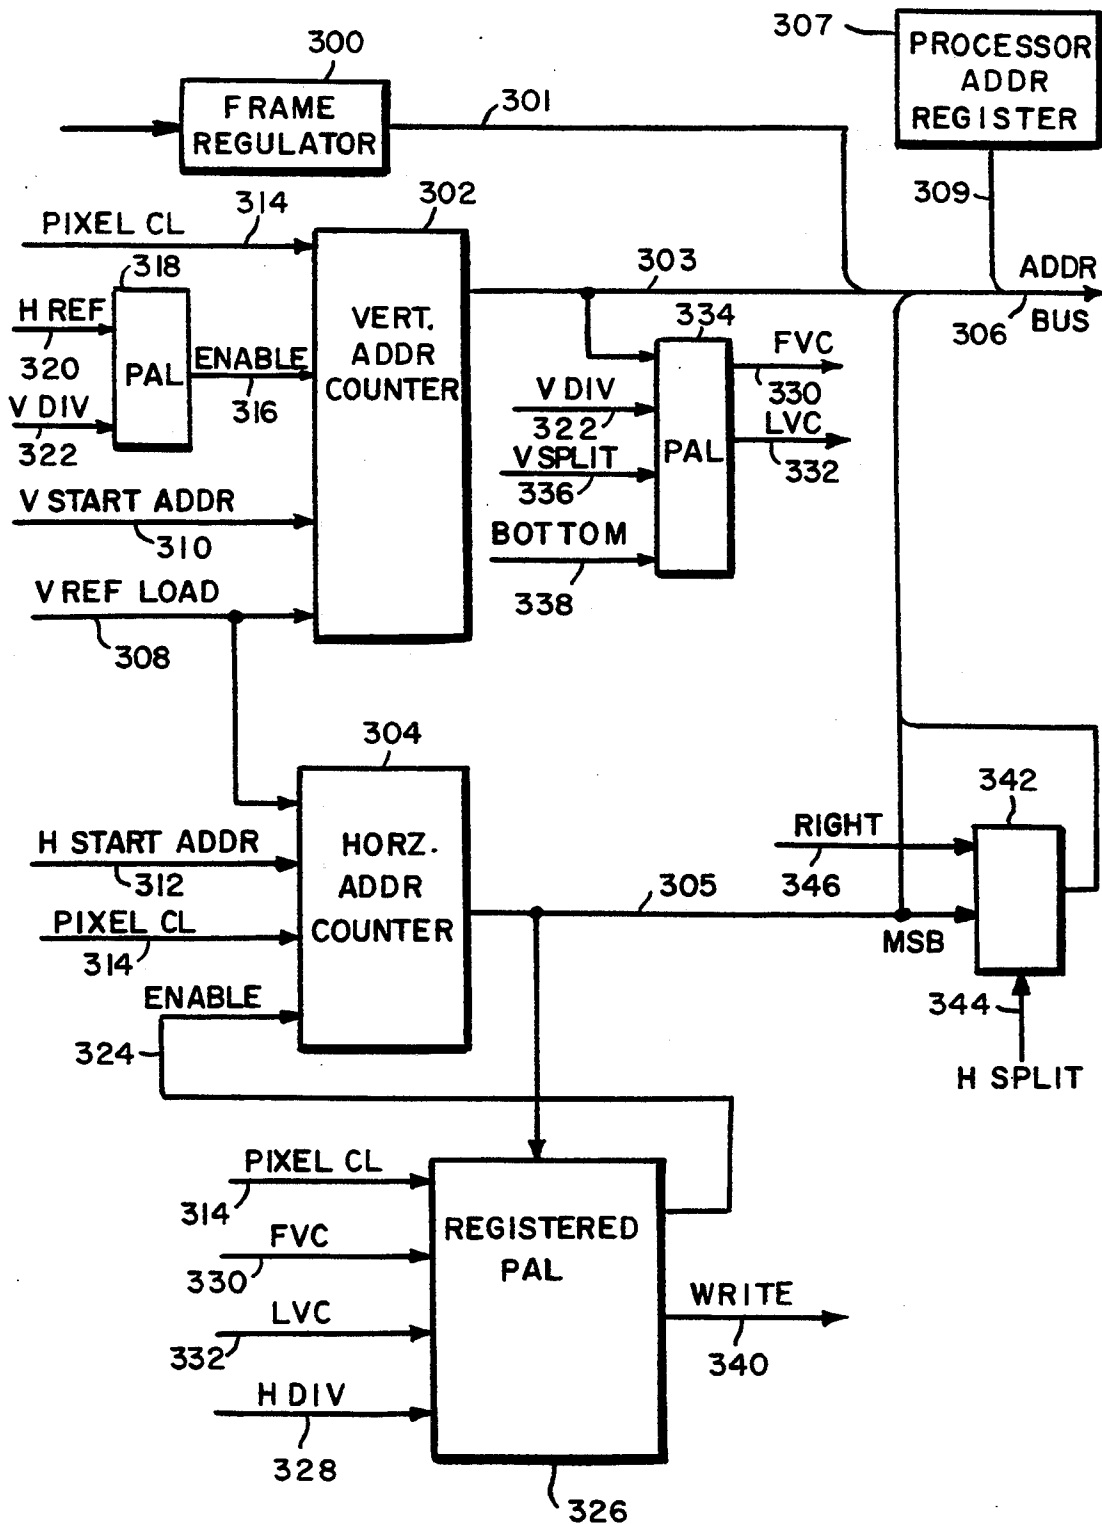 300
FRAME
REGULATOR
301
307
PROCESSOR
ADDR
REGISTER
309
PIXEL CL
314
302
318
H REF
320
PAL
V DIV
322
ENABLE
316
VERT.
ADDR
COUNTER
303
ADDR
BUS
306
334
FVC
330
V DIV
322
LVC
332
PAL
V SPLIT
336
BOTTOM
338
V START ADDR
310
V REF LOAD
308
304
H START ADDR
312
HORZ.
ADDR
COUNTER
PIXEL CL
314
ENABLE
324
305
RIGHT
346
342
MSB
344
H SPLIT
PIXEL CL
314
FVC
330
LVC
332
H DIV
328
REGISTERED
PAL
WRITE
340
326